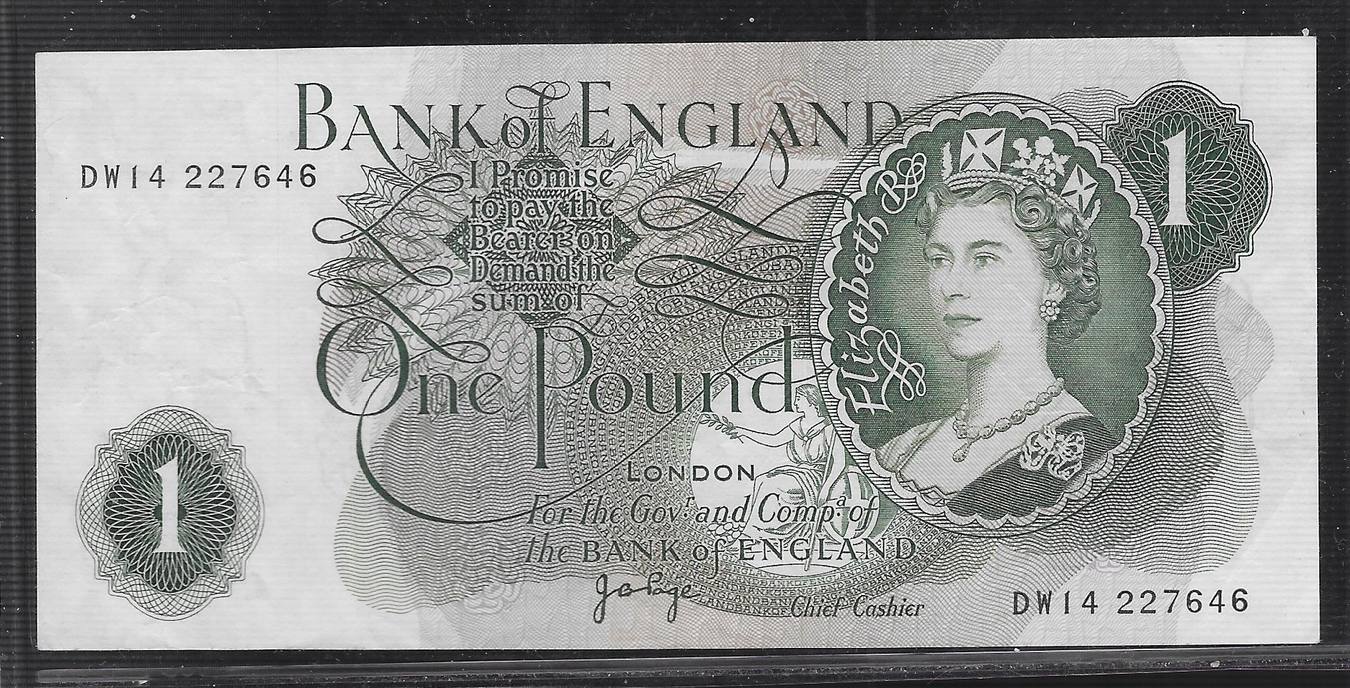 BANK of ENGLAND
DW14 227646
I Promise
to pay the
Bearer on
Demand the
sum of
One Pound
Elizabeth R
1
1
LONDON
For the Govr. and Compa. of
the BANK of ENGLAND
Chief Cashier
DW14 227646